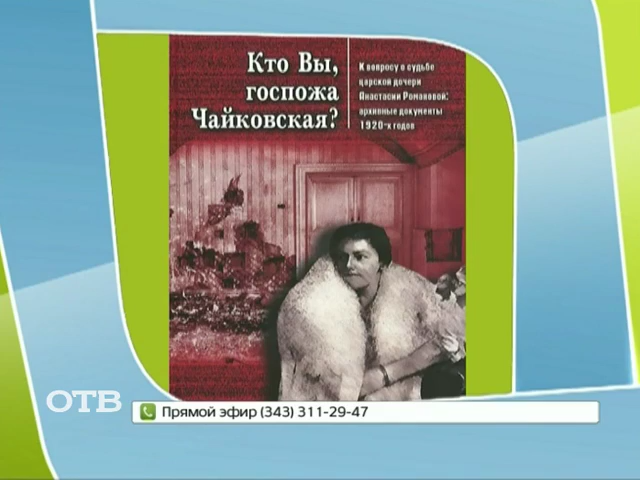 Кто Вы,
госпожа
Чайковская?
К вопросу о судьбе
царской дочери
Анастасии Романовой:
архивные документы
1920-х годов
ОТВ
Прямой эфир (343) 311-29-47